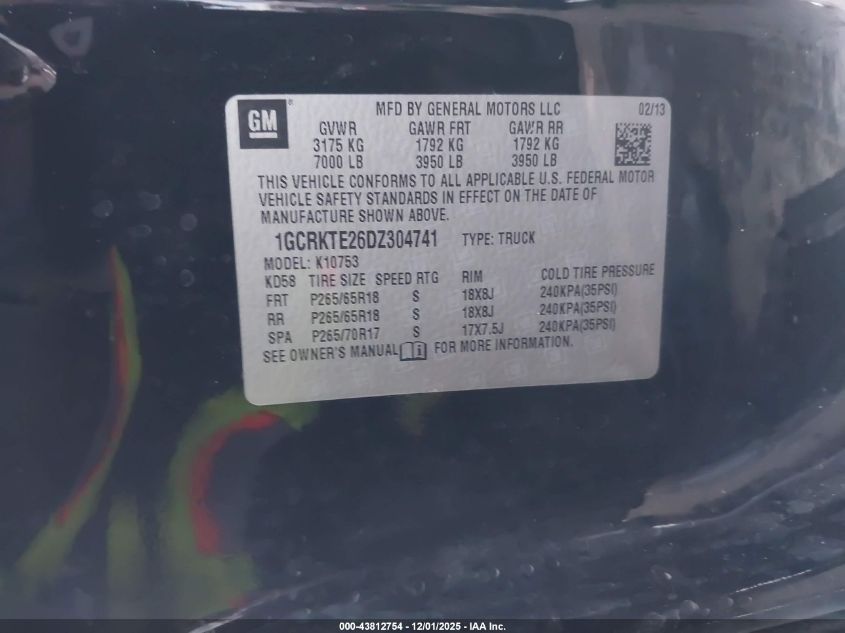 GM ®
MFD BY GENERAL MOTORS LLC 02/13
GVWR GAWR FRT GAWR RR
3175 KG 1792 KG 1792 KG
7000 LB 3950 LB 3950 LB
THIS VEHICLE CONFORMS TO ALL APPLICABLE U.S. FEDERAL MOTOR
VEHICLE SAFETY STANDARDS IN EFFECT ON THE DATE OF
MANUFACTURE SHOWN ABOVE.
1GCRKTE26DZ304741 TYPE: TRUCK
MODEL: K10753
KD58 TIRE SIZE SPEED RTG RIM COLD TIRE PRESSURE
FRT P265/65R18 S 18X8J 240KPA(35PSI)
RR P265/65R18 S 18X8J 240KPA(35PSI)
SPA P265/70R17 S 17X7.5J 240KPA(35PSI)
SEE OWNER'S MANUAL i FOR MORE INFORMATION.
000-43812754 - 12/01/2025 - IAA Inc.